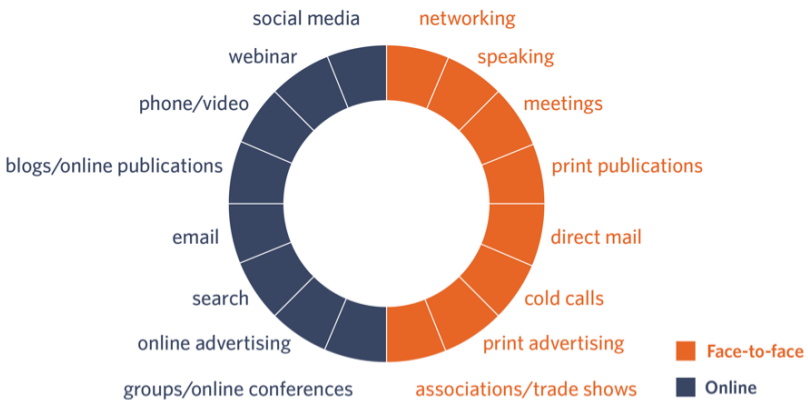 social media
networking
webinar
speaking
phone/video
meetings
blogs/online publications
print publications
email
direct mail
search
cold calls
online advertising
print advertising
groups/online conferences
associations/trade shows
Face-to-face
Online